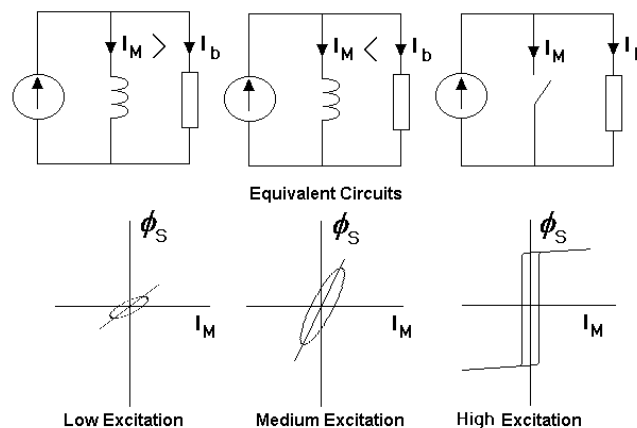 I_M > I_b
I_M < I_b
I_M
Equivalent Circuits
ϕ_S
ϕ_S
ϕ_S
I_M
I_M
I_M
Low Excitation
Medium Excitation
High Excitation